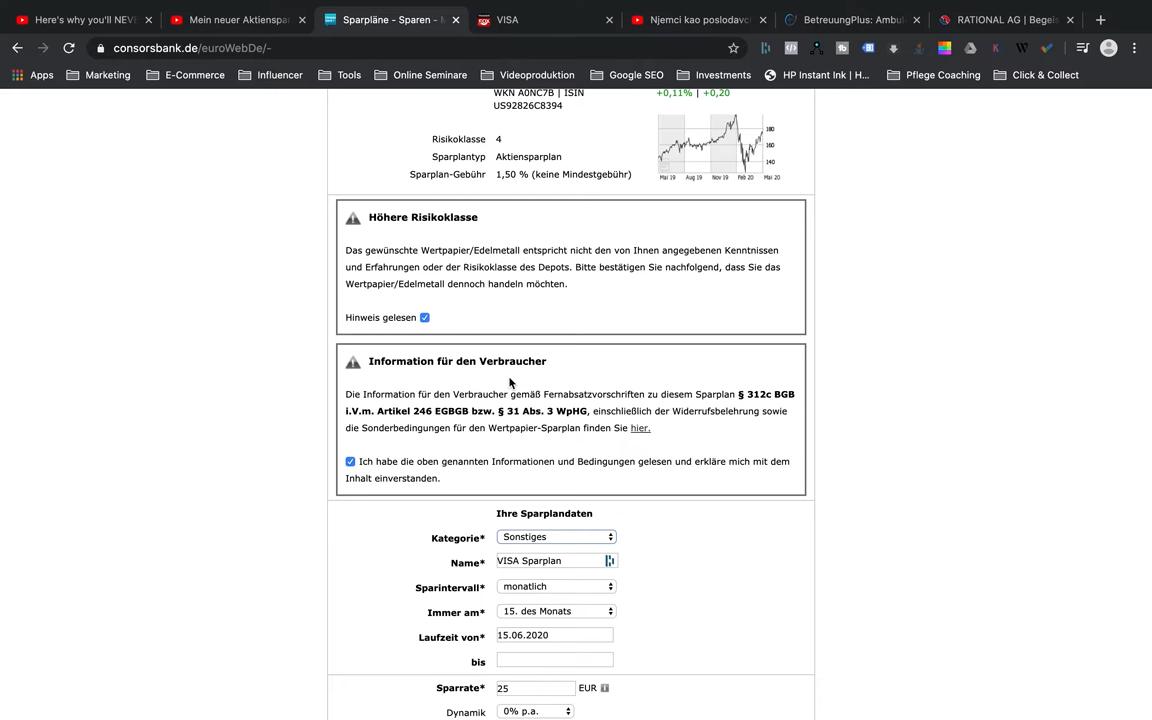 Here's why you'll NEVE
Mein neuer Aktienspar
Sparpläne - Sparen - M
VISA
Njemci kao poslodavc
BetreuungPlus: Ambul
RATIONAL AG | Begeis
consorsbank.de/euroWebDe/-
Apps
Marketing
E-Commerce
Influencer
Tools
Online Seminare
Videoproduktion
Google SEO
Investments
HP Instant Ink | H...
Pflege Coaching
Click & Collect
WKN A0NC7B | ISIN
US92826C8394
+0,11% | +0,20
Risikoklasse 4
Sparplantyp Aktiensparplan
Sparplan-Gebühr 1,50 % (keine Mindestgebühr)
180
160
140
Mai 19 Aug 19 Nov 19 Feb 20 Mai 20
Höhere Risikoklasse
Das gewünschte Wertpapier/Edelmetall entspricht nicht den von Ihnen angegebenen Kenntnissen
und Erfahrungen oder der Risikoklasse des Depots. Bitte bestätigen Sie nachfolgend, dass Sie das
Wertpapier/Edelmetall dennoch handeln möchten.
Hinweis gelesen
Information für den Verbraucher
Die Information für den Verbraucher gemäß Fernabsatzvorschriften zu diesem Sparplan § 312c BGB
i.V.m. Artikel 246 EGBGB bzw. § 31 Abs. 3 WpHG, einschließlich der Widerrufsbelehrung sowie
die Sonderbedingungen für den Wertpapier-Sparplan finden Sie hier.
Ich habe die oben genannten Informationen und Bedingungen gelesen und erkläre mich mit dem
Inhalt einverstanden.
Ihre Sparplandaten
Kategorie* Sonstiges
Name* VISA Sparplan
Sparintervall* monatlich
Immer am* 15. des Monats
Laufzeit von* 15.06.2020
bis
Sparrate* 25 EUR
Dynamik 0% p.a.